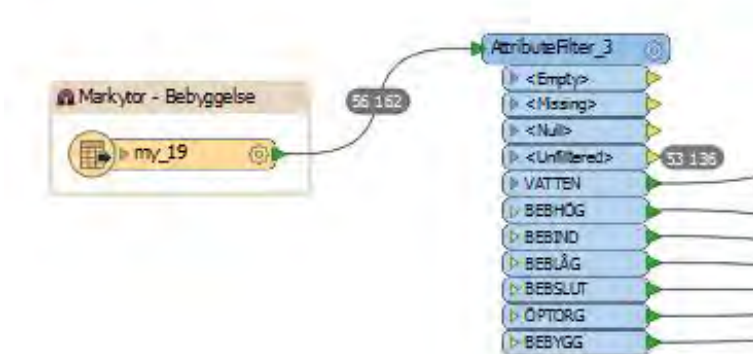 AttributeFilter_3
<Empty>
Markytor - Bebyggelse
56 162
<Missing>
<Null>
my_19
<Unfiltered>
53 136
VATTEN
BEBHÖG
BEBIND
BEBLÅG
BEBSLUT
ÖPTORG
BEBYGG